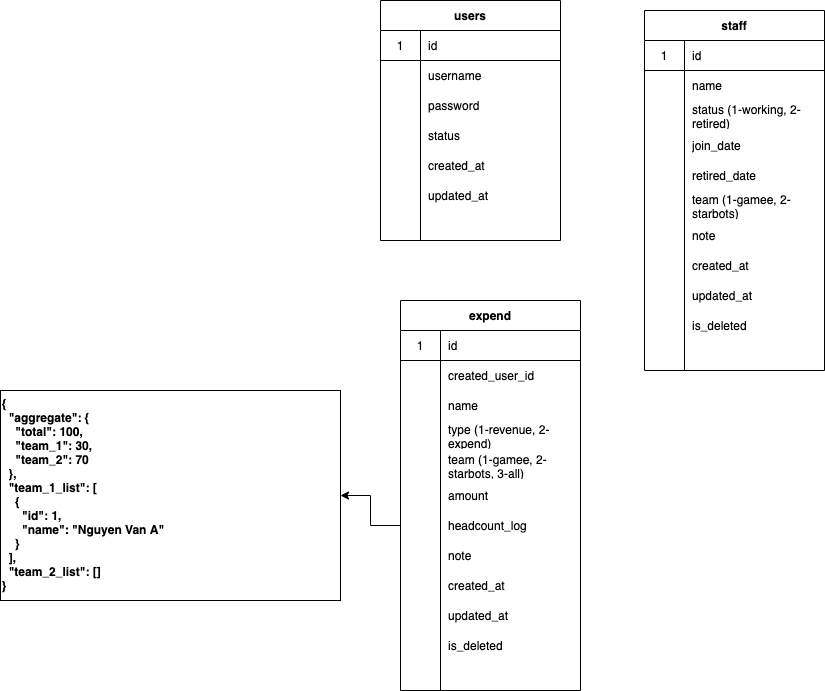 users
1 id
username
password
status
created_at
updated_at
staff
1 id
name
status (1-working, 2-
retired)
join_date
retired_date
team (1-gamee, 2-
starbots)
note
created_at
updated_at
is_deleted
expend
1 id
created_user_id
name
type (1-revenue, 2-
expend)
team (1-gamee, 2-
starbots, 3-all)
amount
headcount_log
note
created_at
updated_at
is_deleted
{
"aggregate": {
"total": 100,
"team_1": 30,
"team_2": 70
},
"team_1_list": [
{
"id": 1,
"name": "Nguyen Van A"
}
],
"team_2_list": []
}